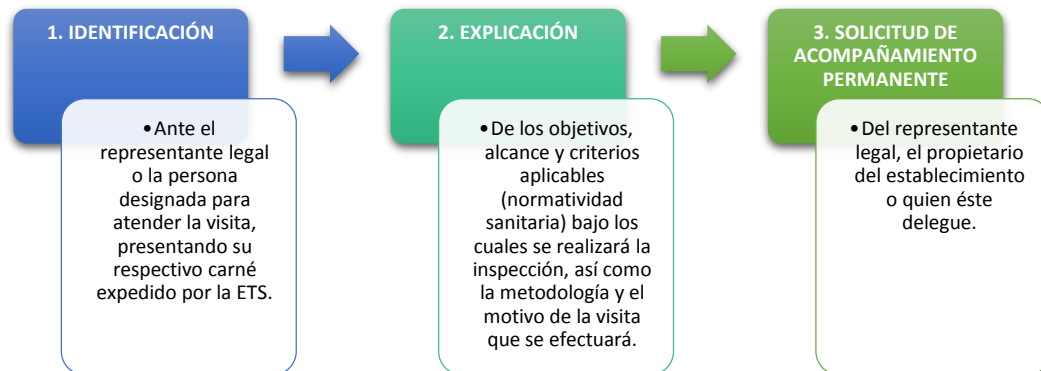 1. IDENTIFICACIÓN
•Ante el
representante legal
o la persona
designada para
atender la visita,
presentando su
respectivo carné
expedido por la ETS.
2. EXPLICACIÓN
•De los objetivos,
alcance y criterios
aplicables
(normatividad
sanitaria) bajo los
cuales se realizará la
inspección, así como
la metodología y el
motivo de la visita
que se efectuará.
3. SOLICITUD DE
ACOMPAÑAMIENTO
PERMANENTE
•Del representante
legal, el propietario
del establecimiento
o quien éste
delegue.